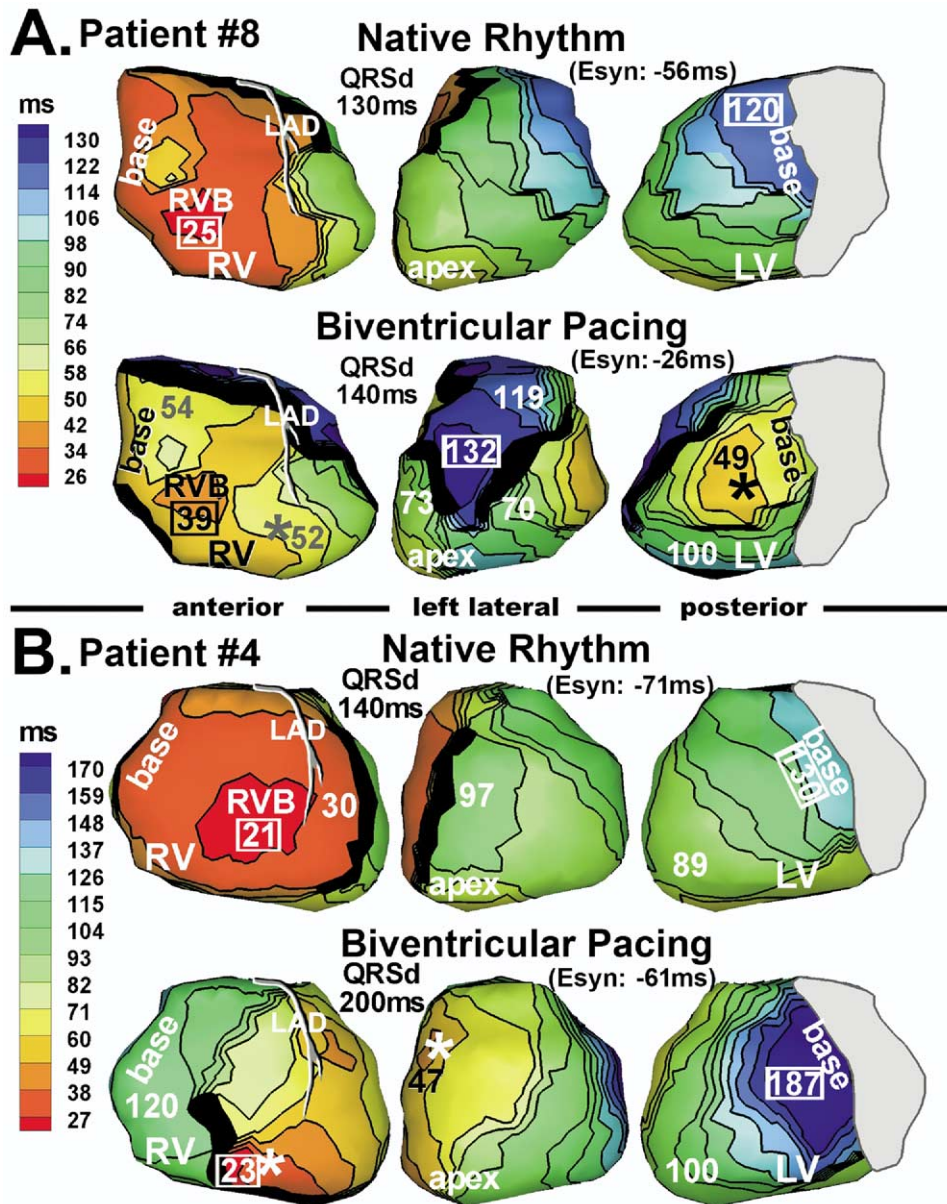 A. Patient #8
Native Rhythm
QRSd
130ms
(Esyn: -56ms)
ms
130
122
114
106
98
90
82
74
66
58
50
42
34
26
base
LAD
RVB
25
RV
apex
120
base
LV
Biventricular Pacing
QRSd
140ms
(Esyn: -26ms)
base
54
LAD
RVB
39
RV
*52
119
132
73
70
apex
49
*
base
100
LV
anterior
left lateral
posterior
B. Patient #4
Native Rhythm
QRSd
140ms
(Esyn: -71ms)
ms
170
159
148
137
126
115
104
93
82
71
60
49
38
27
base
LAD
RVB
21
30
RV
97
apex
base
130
89
LV
Biventricular Pacing
QRSd
200ms
(Esyn: -61ms)
base
LAD
120
RV
23*
*
47
apex
base
187
100
LV